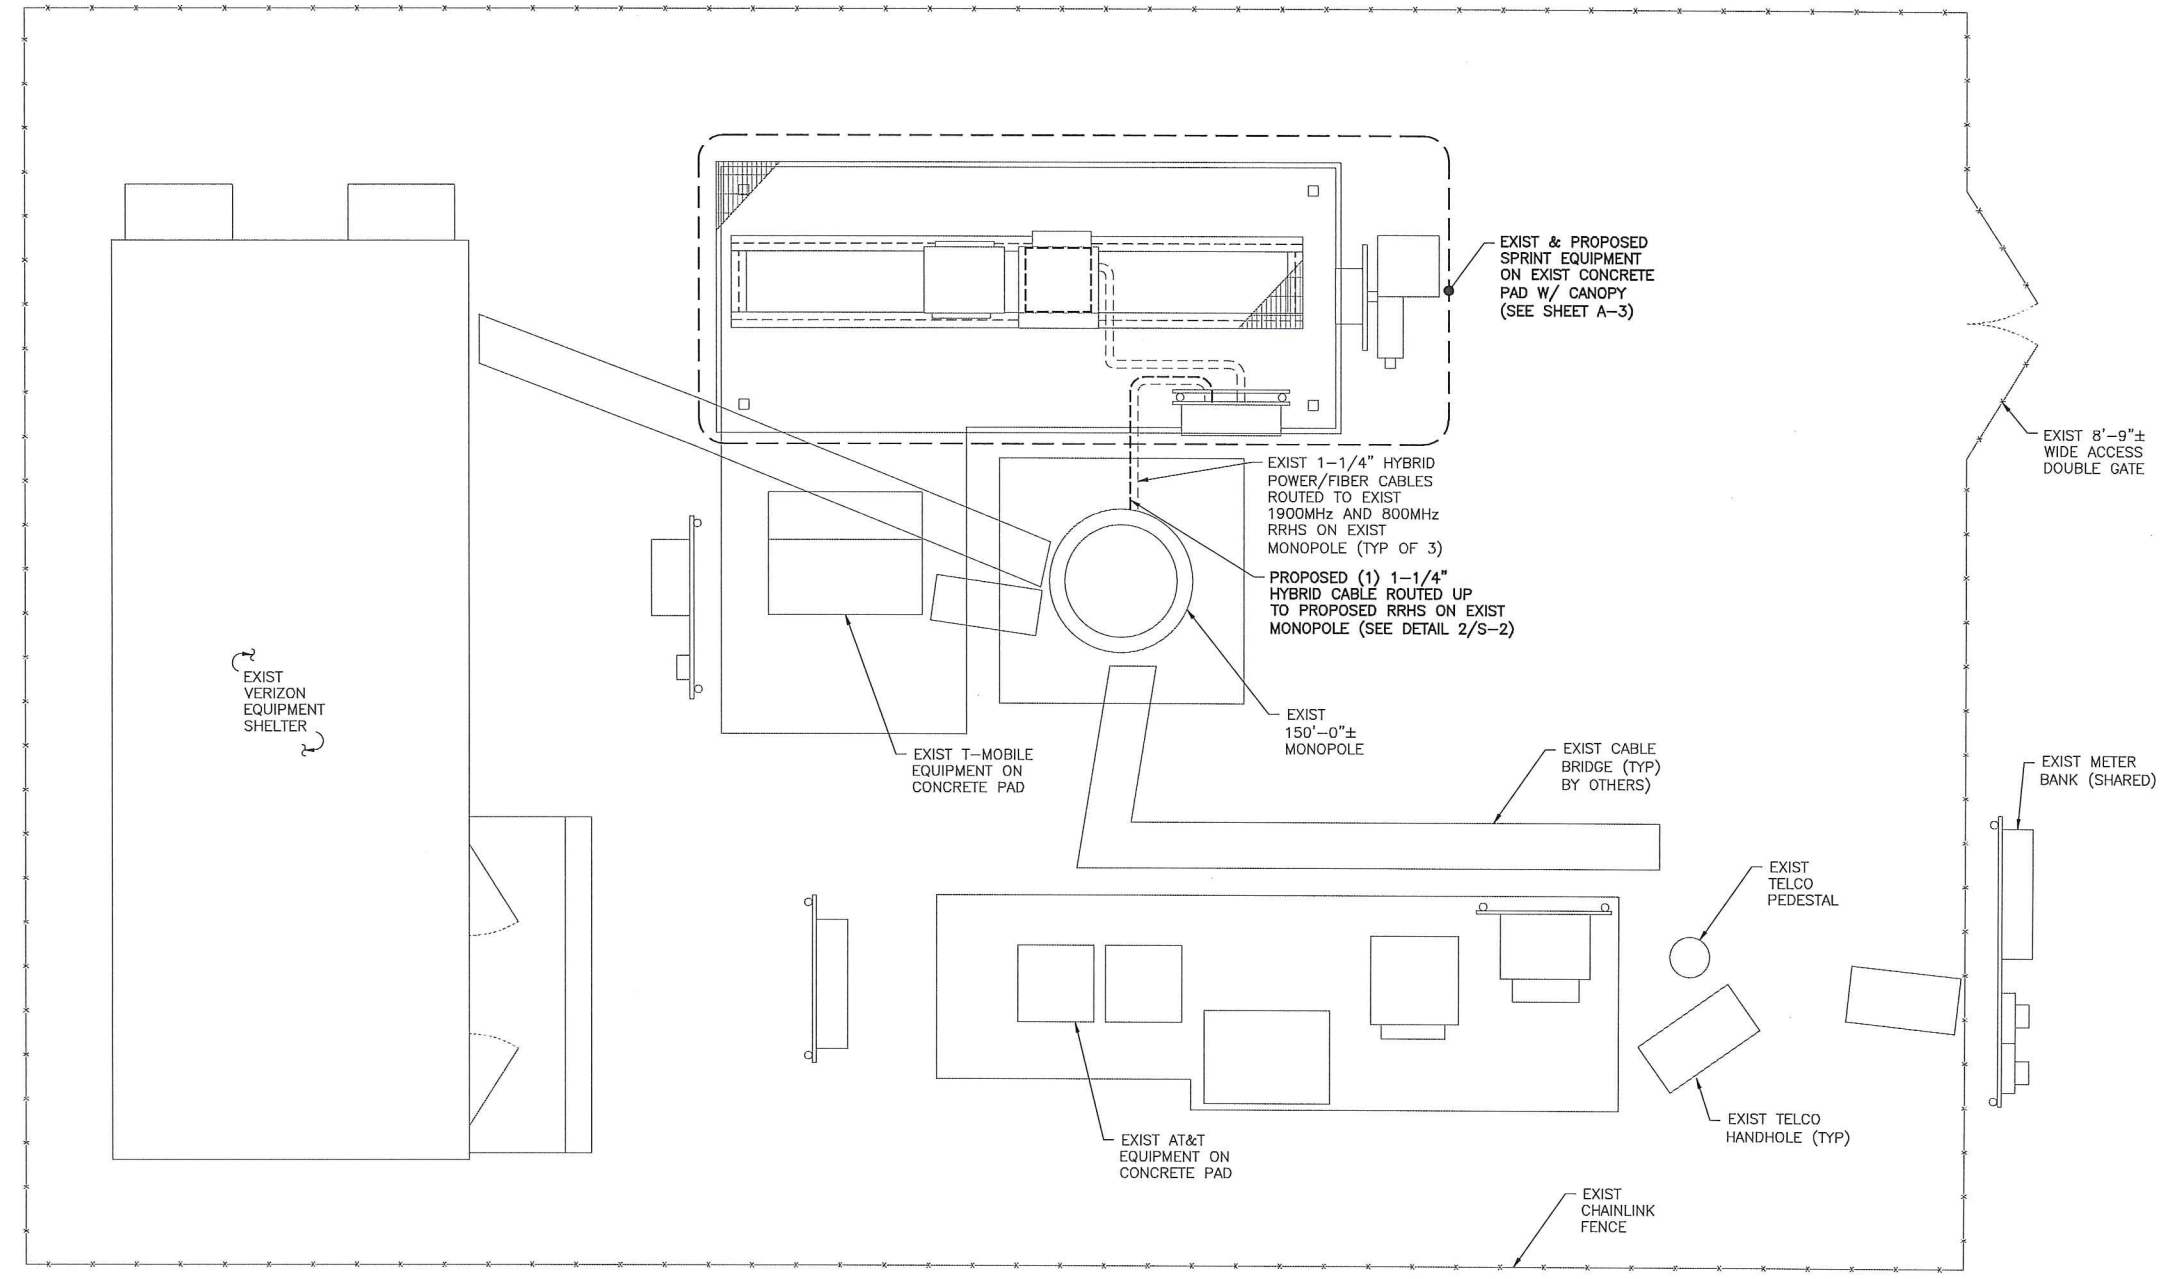 EXIST & PROPOSED
SPRINT EQUIPMENT
ON EXIST CONCRETE
PAD W/ CANOPY
(SEE SHEET A-3)
EXIST 8'-9"±
WIDE ACCESS
DOUBLE GATE
EXIST 1-1/4" HYBRID
POWER/FIBER CABLES
ROUTED TO EXIST
1900MHz AND 800MHz
RRHS ON EXIST
MONOPOLE (TYP OF 3)
PROPOSED (1) 1-1/4"
HYBRID CABLE ROUTED UP
TO PROPOSED RRHS ON EXIST
MONOPOLE (SEE DETAIL 2/S-2)
EXIST
VERIZON
EQUIPMENT
SHELTER
EXIST
150'-0"±
MONOPOLE
EXIST T-MOBILE
EQUIPMENT ON
CONCRETE PAD
EXIST CABLE
BRIDGE (TYP)
BY OTHERS)
EXIST METER
BANK (SHARED)
EXIST
TELCO
PEDESTAL
EXIST TELCO
HANDHOLE (TYP)
EXIST AT&T
EQUIPMENT ON
CONCRETE PAD
EXIST
CHAINLINK
FENCE